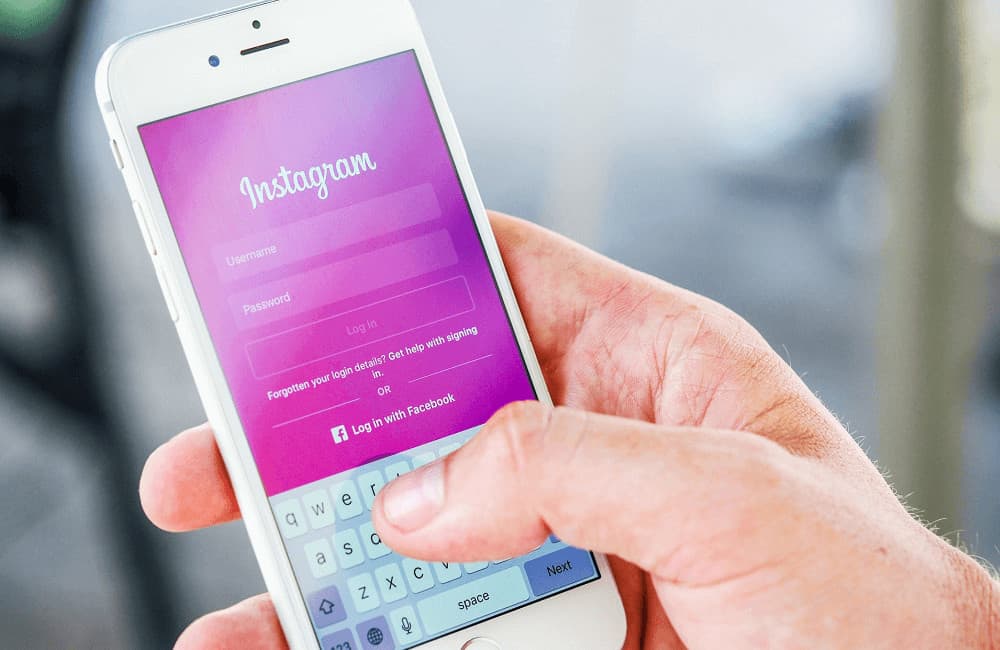 Instagram
Username
Password
Log in
Forgotten your login details? Get help with signing
in.
OR
Log in with Facebook
q w e r
a s d
z x c v
space Next
123